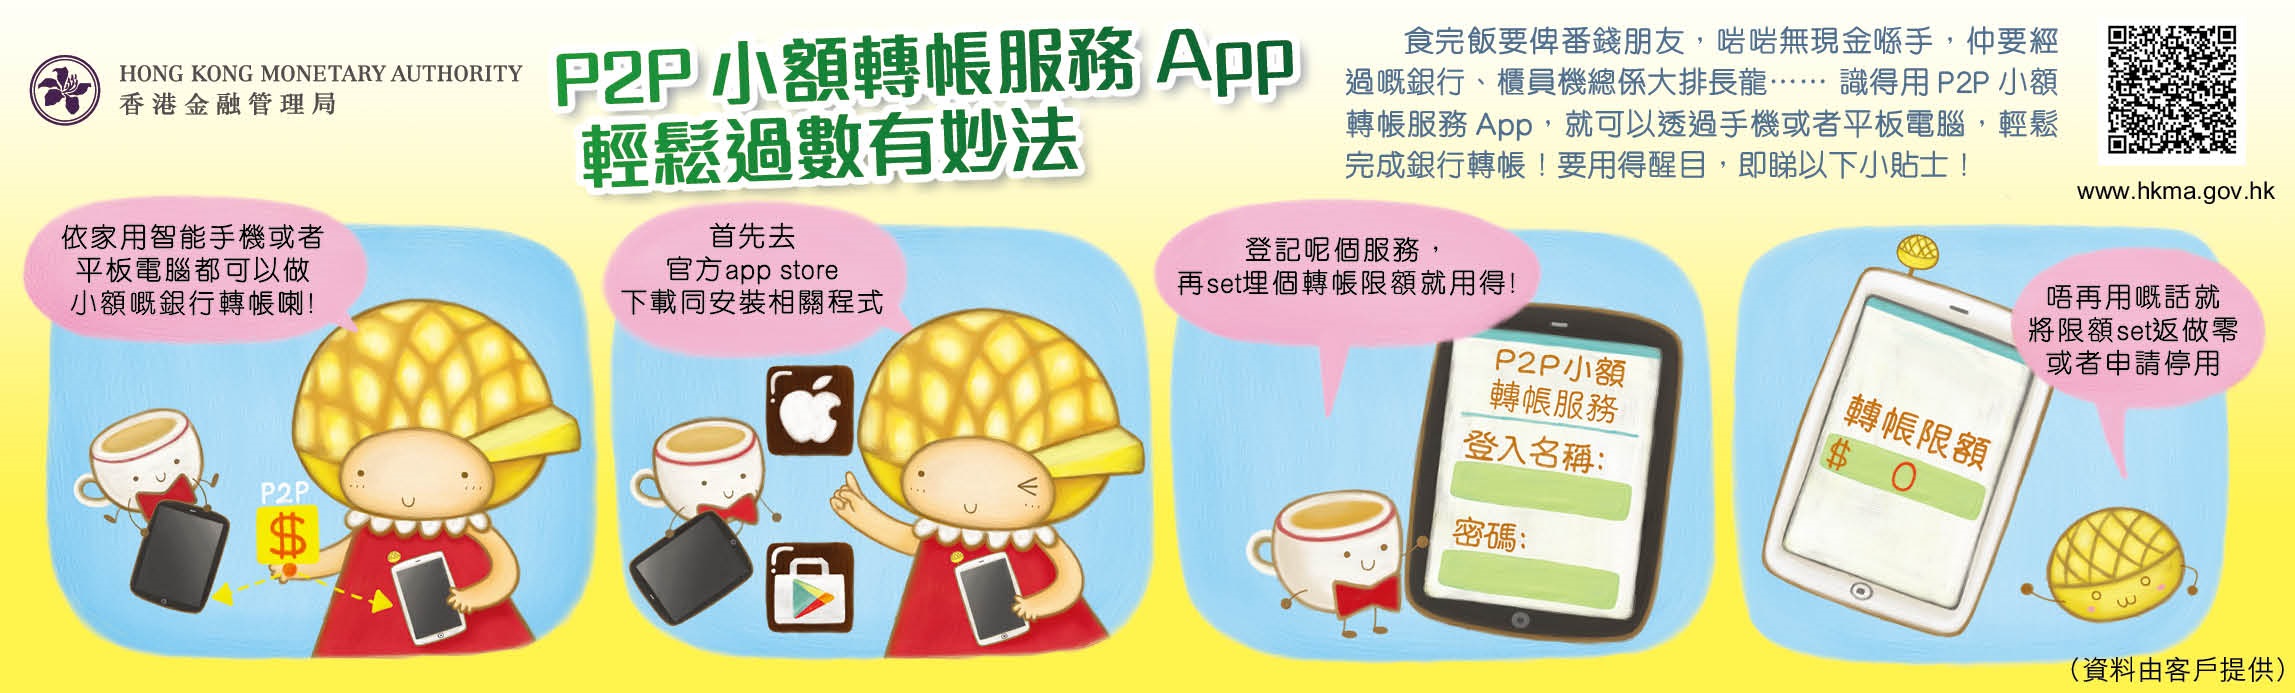 HONG KONG MONETARY AUTHORITY
香港金融管理局
P2P 小額轉帳服務 App
輕鬆過數有妙法
食完飯要俾番錢朋友，啱啱無現金喺手，仲要經
過嘅銀行、櫃員機總係大排長龍…… 識得用 P2P 小額
轉帳服務 App，就可以透過手機或者平板電腦，輕鬆
完成銀行轉帳！要用得醒目，即睇以下小貼士！
www.hkma.gov.hk
依家用智能手機或者
平板電腦都可以做
小額嘅銀行轉帳喇!
P2P
$
首先去
官方app store
下載同安裝相關程式
登記呢個服務，
再set埋個轉帳限額就用得!
P2P小額
轉帳服務
登入名稱:
密碼:
唔再用嘅話就
將限額set返做零
或者申請停用
轉帳限額
$ 0
（資料由客戶提供）